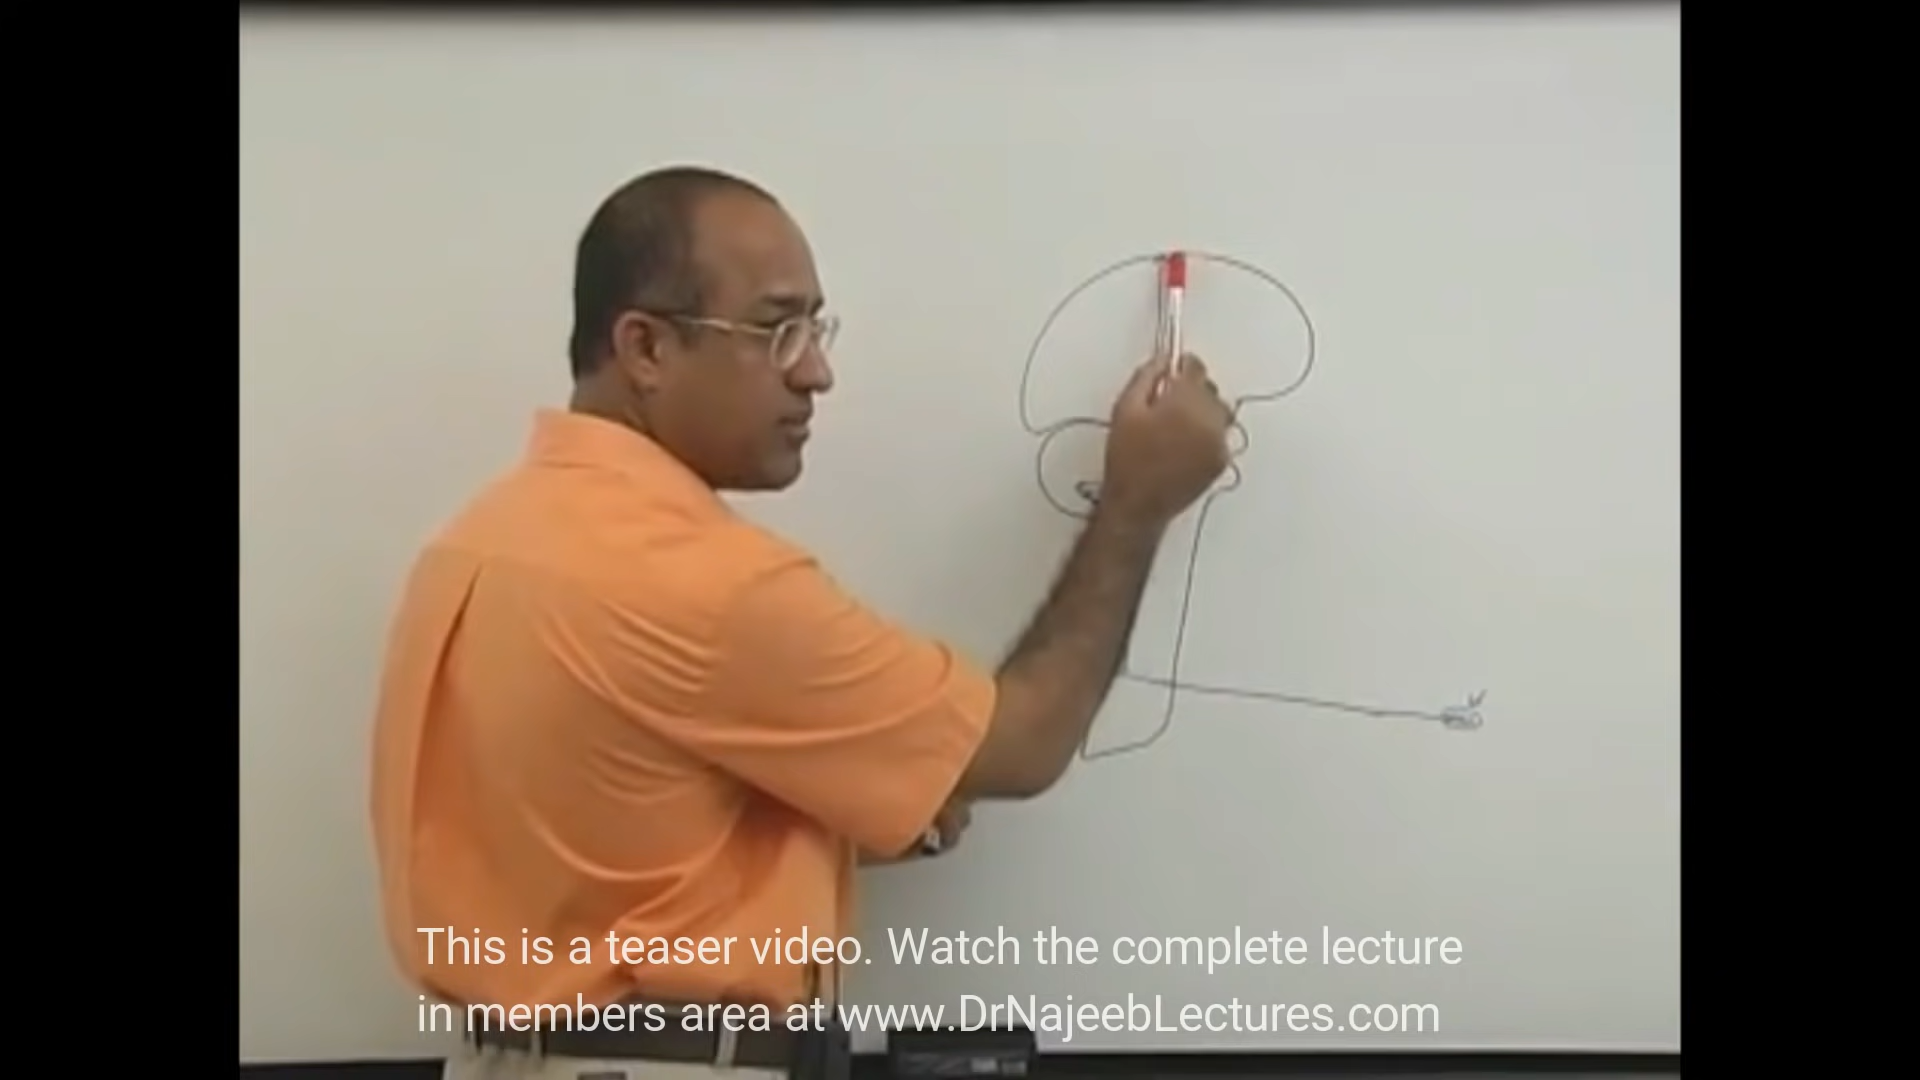 This is a teaser video. Watch the complete lecture
in members area at www.DrNajeebLectures.com